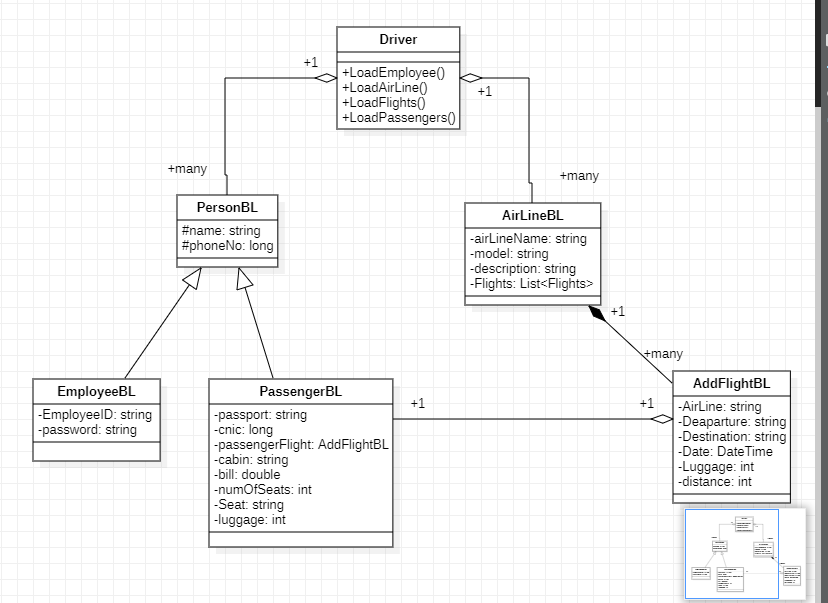 Driver
+LoadEmployee()
+LoadAirLine()
+LoadFlights()
+LoadPassengers()
+1
+1
+many
+many
PersonBL
#name: string
#phoneNo: long
AirLineBL
-airLineName: string
-model: string
-description: string
-Flights: List<Flights>
+1
+many
EmployeeBL
-EmployeeID: string
-password: string
PassengerBL
-passport: string
-cnic: long
-passengerFlight: AddFlightBL
-cabin: string
-bill: double
-numOfSeats: int
-Seat: string
-luggage: int
+1
+1
AddFlightBL
-AirLine: string
-Deaparture: string
-Destination: string
-Date: DateTime
-Luggage: int
-distance: int